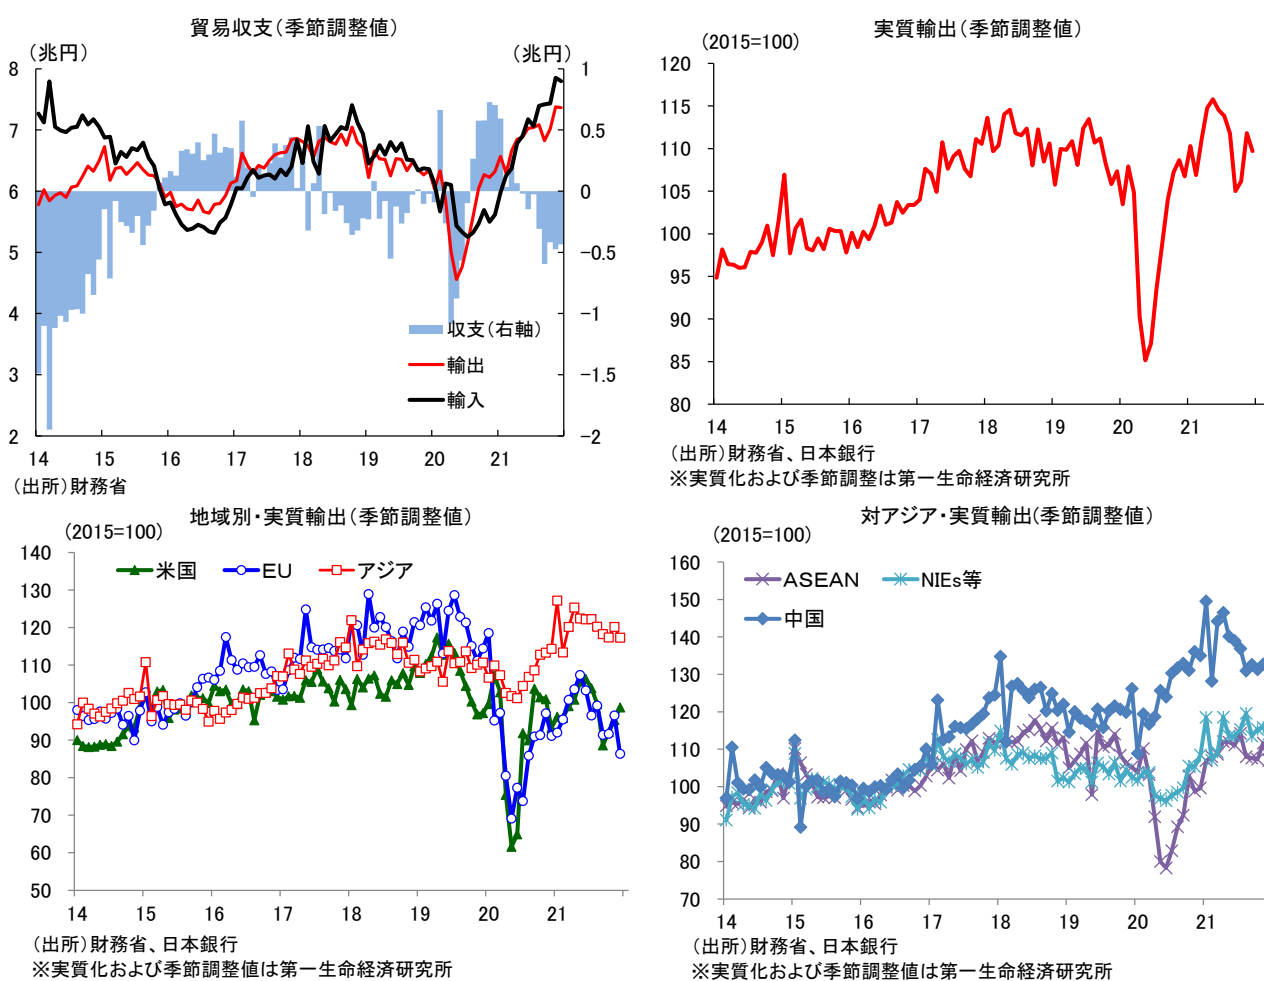 貿易収支（季節調整値）
（兆円）
（兆円）
8
7
6
5
4
3
2
1
0.5
0
−0.5
−1
−1.5
−2
収支（右軸）
輸出
輸入
14 15 16 17 18 19 20 21
（出所）財務省
実質輸出（季節調整値）
（2015=100）
120
115
110
105
100
95
90
85
80
14 15 16 17 18 19 20 21
（出所）財務省、日本銀行
※実質化および季節調整は第一生命経済研究所
地域別・実質輸出（季節調整値）
（2015=100）
米国 EU アジア
140
130
120
110
100
90
80
70
60
50
14 15 16 17 18 19 20 21
（出所）財務省、日本銀行
※実質化および季節調整値は第一生命経済研究所
対アジア・実質輸出（季節調整値）
（2015=100）
ASEAN NIEs等
中国
160
150
140
130
120
110
100
90
80
70
14 15 16 17 18 19 20 21
（出所）財務省、日本銀行
※実質化および季節調整値は第一生命経済研究所